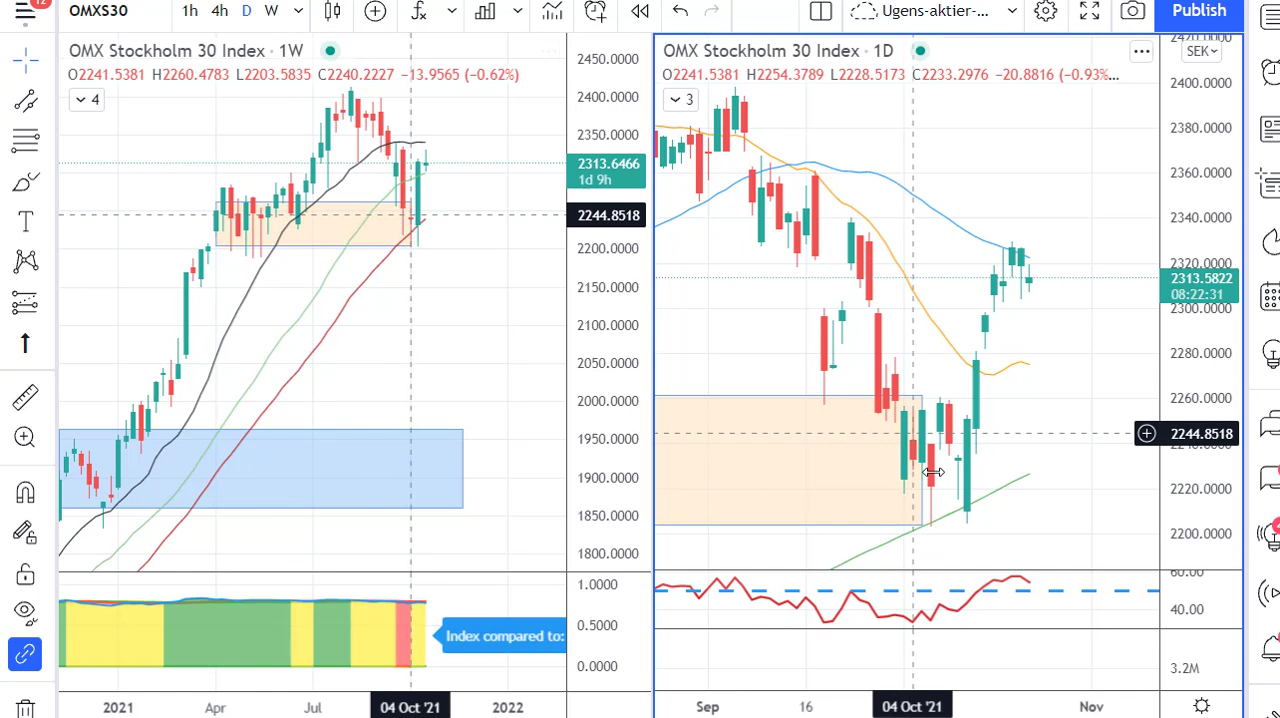 12
OMXS30
1h 4h D W
Ugens-aktier-...
Publish
OMX Stockholm 30 Index · 1W
O2241.5381 H2260.4783 L2203.5835 C2240.2227 −13.9565 (−0.62%)
4
2450.0000
2400.0000
2350.0000
2313.6466
1d 9h
2244.8518
2200.0000
2150.0000
2100.0000
2050.0000
2000.0000
1950.0000
1900.0000
1850.0000
1800.0000
1.0000
0.5000
0.0000
Index compared to:
2021 Apr Jul 04 Oct '21 2022
OMX Stockholm 30 Index · 1D
SEK
O2241.5381 H2254.3789 L2228.5173 C2233.2976 −20.8816 (−0.93%...
3
2420.0000
2400.0000
2380.0000
2360.0000
2340.0000
2320.0000
2313.5822
08:22:31
2300.0000
2280.0000
2260.0000
2244.8518
2220.0000
2200.0000
60.00
40.00
3.2M
Sep 16 04 Oct '21 Nov